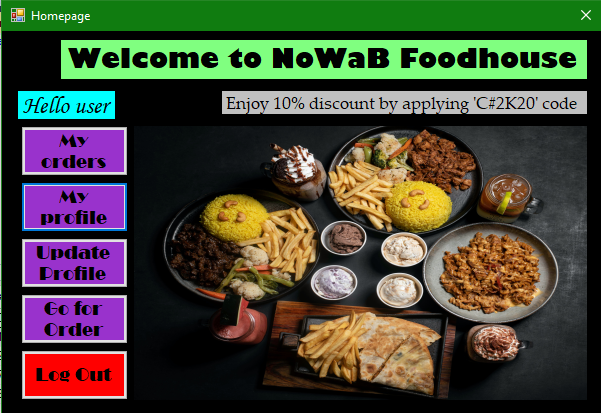 Homepage
Welcome to NoWaB Foodhouse
Hello user
Enjoy 10% discount by applying 'C#2K20' code
My
orders
My
profile
Update
Profile
Go for
Order
Log Out